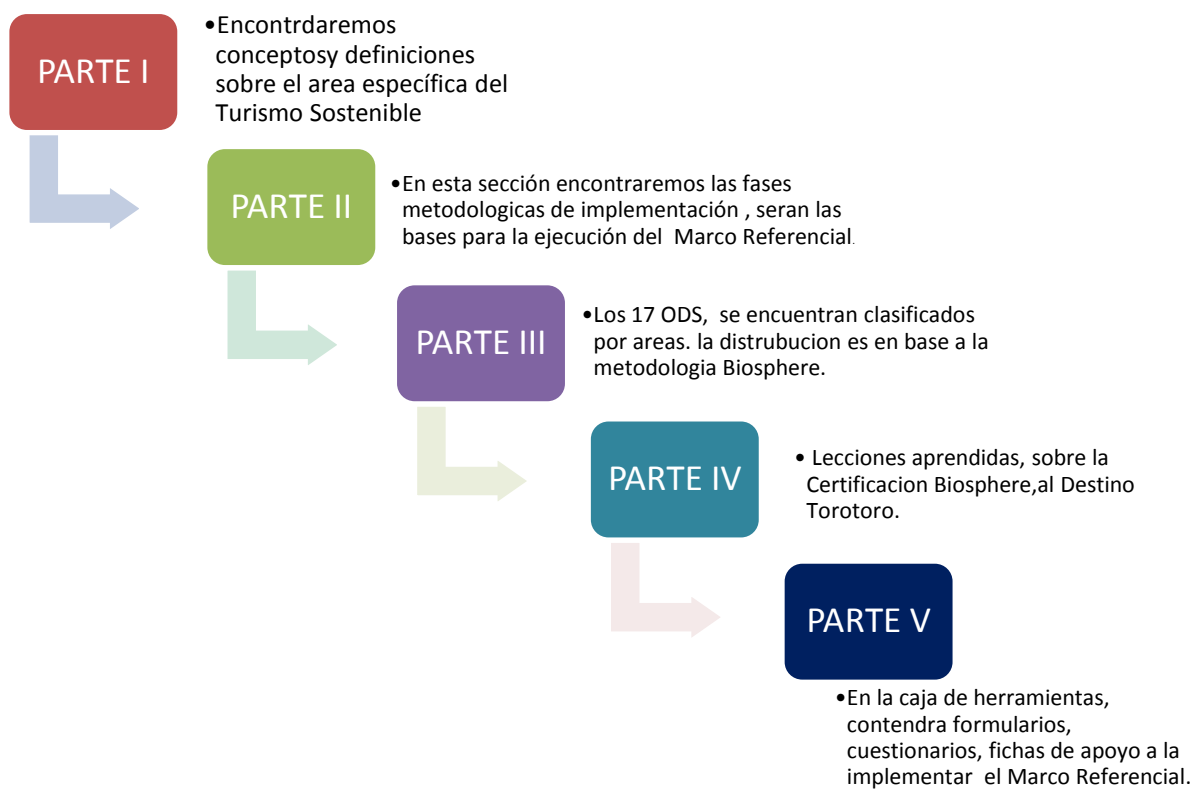 PARTE I
•Encontrdaremos
conceptosy definiciones
sobre el area específica del
Turismo Sostenible
PARTE II
•En esta sección encontraremos las fases
metodologicas de implementación , seran las
bases para la ejecución del Marco Referencial.
PARTE III
•Los 17 ODS, se encuentran clasificados
por areas. la distrubucion es en base a la
metodologia Biosphere.
PARTE IV
• Lecciones aprendidas, sobre la
Certificacion Biosphere,al Destino
Torotoro.
PARTE V
•En la caja de herramientas,
contendra formularios,
cuestionarios, fichas de apoyo a la
implementar el Marco Referencial.